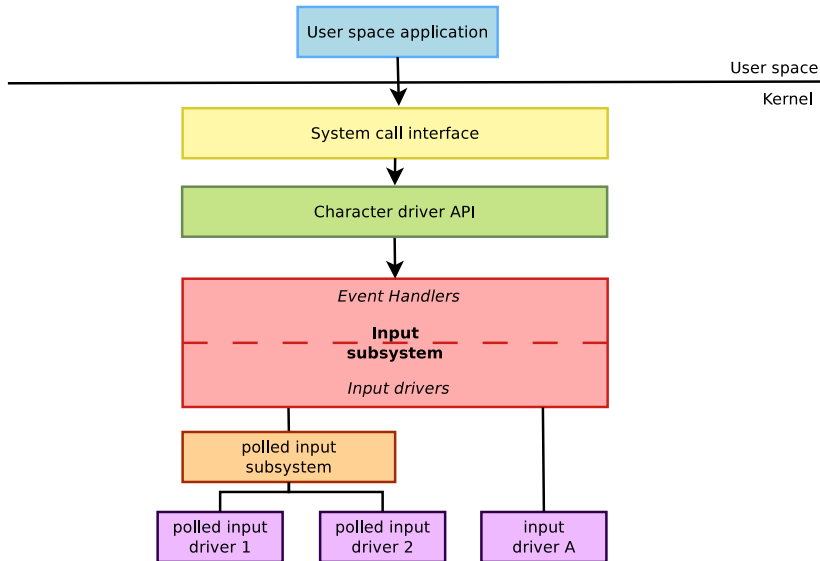 User space application
User space
Kernel
System call interface
Character driver API
Event Handlers
Input
subsystem
Input drivers
polled input
subsystem
polled input
driver 1
polled input
driver 2
input
driver A